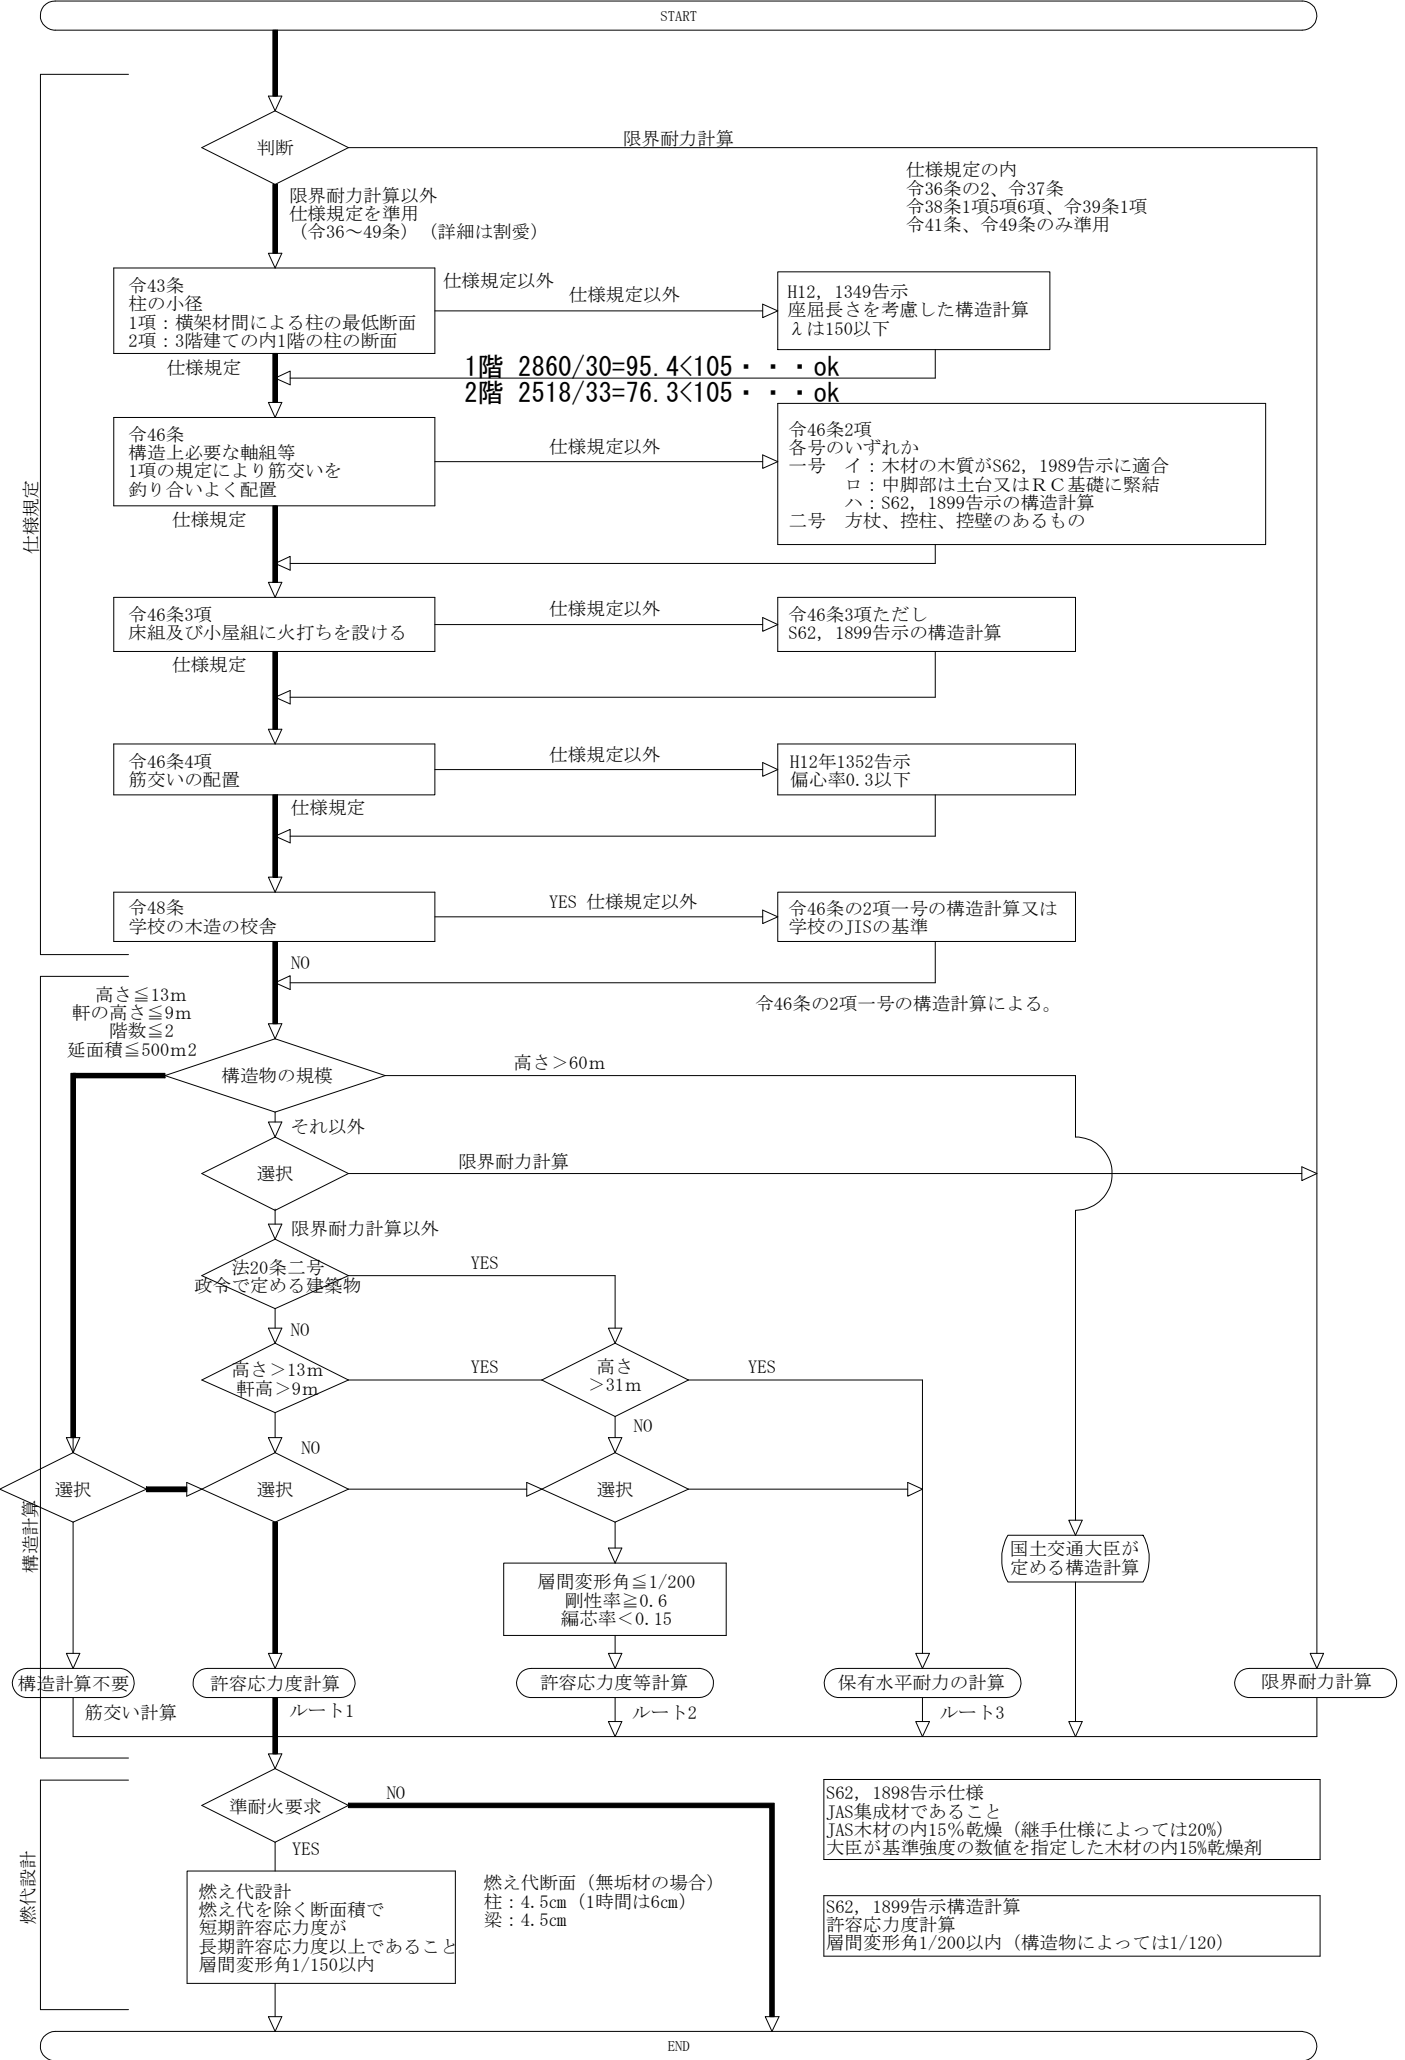 START
判断
限界耐力計算
限界耐力計算以外
仕様規定を準用
（令36～49条）（詳細は割愛）
仕様規定の内
令36条の2、令37条
令38条1項5項6項、令39条1項
令41条、令49条のみ準用
仕様規定
令43条
柱の小径
1項：横架材間による柱の最低断面
2項：3階建ての内1階の柱の断面
仕様規定以外
仕様規定以外
H12, 1349告示
座屈長さを考慮した構造計算
λは150以下
仕様規定
1階 2860/30=95.4<105・・・ok
2階 2518/33=76.3<105・・・ok
令46条
構造上必要な軸組等
1項の規定により筋交いを
釣り合いよく配置
仕様規定以外
令46条2項
各号のいずれか
一号　イ：木材の木質がS62, 1989告示に適合
ロ：中脚部は土台又はＲＣ基礎に緊結
ハ：S62, 1899告示の構造計算
二号　方杖、控柱、控壁のあるもの
仕様規定
令46条3項
床組及び小屋組に火打ちを設ける
仕様規定以外
令46条3項ただし
S62, 1899告示の構造計算
仕様規定
令46条4項
筋交いの配置
仕様規定以外
H12年1352告示
偏心率0.3以下
仕様規定
令48条
学校の木造の校舎
YES 仕様規定以外
令46条の2項一号の構造計算又は
学校のJISの基準
NO
令46条の2項一号の構造計算による。
構造計算
高さ≦13m
軒の高さ≦9m
階数≦2
延面積≦500m2
構造物の規模
高さ＞60m
それ以外
選択
限界耐力計算
限界耐力計算以外
法20条二号
政令で定める建築物
YES
NO
高さ＞13m
軒高＞9m
YES
高さ
＞31m
YES
NO
NO
選択
選択
選択
国土交通大臣が
定める構造計算
層間変形角≦1/200
剛性率≧0.6
編芯率＜0.15
構造計算不要
許容応力度計算
許容応力度等計算
保有水平耐力の計算
限界耐力計算
筋交い計算
ルート1
ルート2
ルート3
燃代設計
準耐火要求
NO
YES
燃え代設計
燃え代を除く断面積で
短期許容応力度が
長期許容応力度以上であること
層間変形角1/150以内
燃え代断面（無垢材の場合）
柱：4.5cm（1時間は6cm）
梁：4.5cm
S62, 1898告示仕様
JAS集成材であること
JAS木材の内15%乾燥（継手仕様によっては20%）
大臣が基準強度の数値を指定した木材の内15%乾燥剤
S62, 1899告示構造計算
許容応力度計算
層間変形角1/200以内（構造物によっては1/120）
END